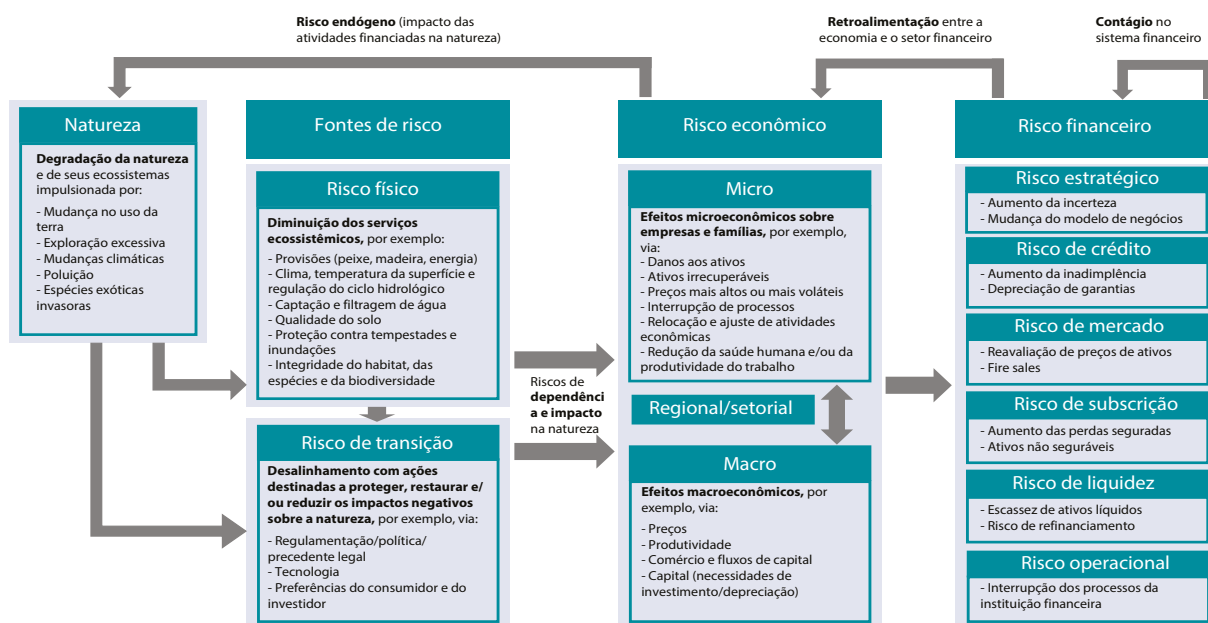 Risco endógeno (impacto das
atividades financiadas na natureza)
Retroalimentação entre a
economia e o setor financeiro
Contágio no
sistema financeiro
Natureza
Degradação da natureza
e de seus ecossistemas
impulsionada por:
- Mudança no uso da
terra
- Exploração excessiva
- Mudanças climáticas
- Poluição
- Espécies exóticas
invasoras
Fontes de risco
Risco físico
Diminuição dos serviços
ecossistêmicos, por exemplo:
- Provisões (peixe, madeira, energia)
- Clima, temperatura da superfície e
regulação do ciclo hidrológico
- Captação e filtragem de água
- Qualidade do solo
- Proteção contra tempestades e
inundações
- Integridade do habitat, das
espécies e da biodiversidade
Risco de transição
Desalinhamento com ações
destinadas a proteger, restaurar e/
ou reduzir os impactos negativos
sobre a natureza, por exemplo, via:
- Regulamentação/política/
precedente legal
- Tecnologia
- Preferências do consumidor e do
investidor
Riscos de
dependênci
a e impacto
na natureza
Risco econômico
Micro
Efeitos microeconômicos sobre
empresas e famílias, por exemplo,
via:
- Danos aos ativos
- Ativos irrecuperáveis
- Preços mais altos ou mais voláteis
- Interrupção de processos
- Relocação e ajuste de atividades
econômicas
- Redução da saúde humana e/ou da
produtividade do trabalho
Regional/setorial
Macro
Efeitos macroeconômicos, por
exemplo, via:
- Preços
- Produtividade
- Comércio e fluxos de capital
- Capital (necessidades de
investimento/depreciação)
Risco financeiro
Risco estratégico
- Aumento da incerteza
- Mudança do modelo de negócios
Risco de crédito
- Aumento da inadimplência
- Depreciação de garantias
Risco de mercado
- Reavaliação de preços de ativos
- Fire sales
Risco de subscrição
- Aumento das perdas seguradas
- Ativos não seguráveis
Risco de liquidez
- Escassez de ativos líquidos
- Risco de refinanciamento
Risco operacional
- Interrupção dos processos da
instituição financeira